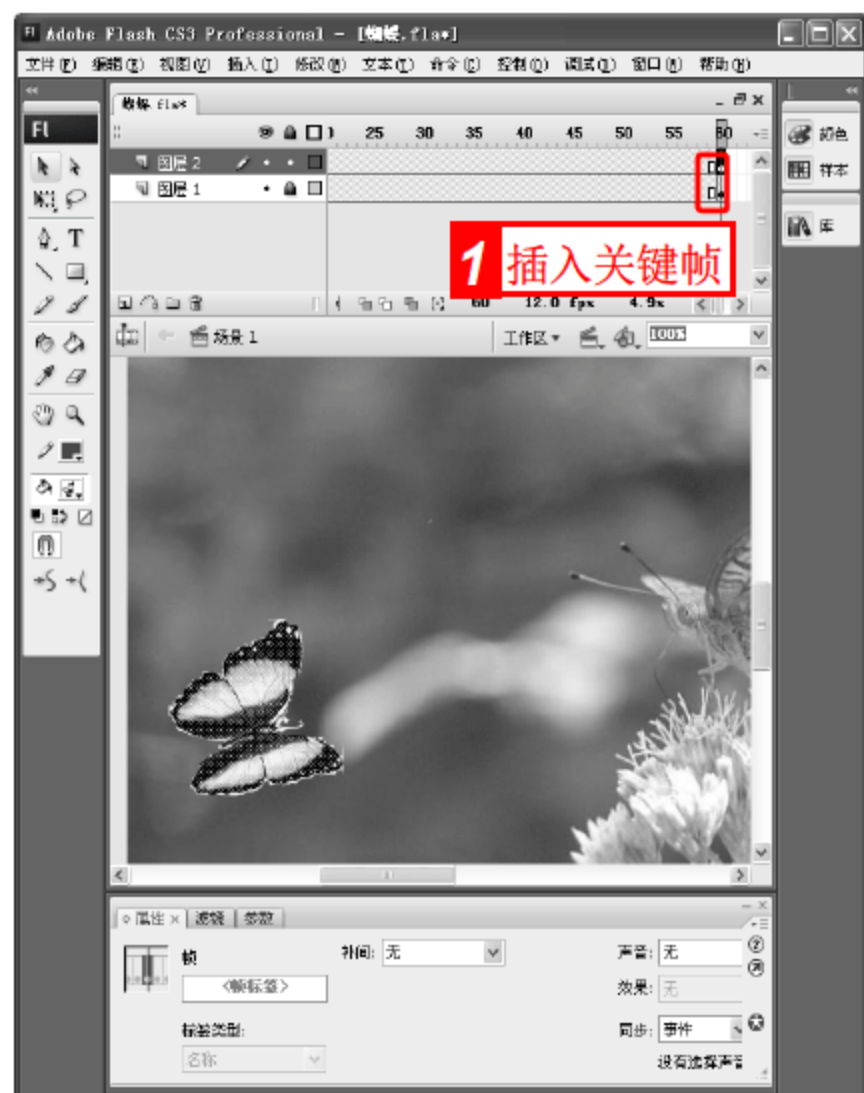 Adobe Flash CS3 Professional - [蝴蝶.fla*]
文件(F) 编辑(E) 视图(V) 插入(I) 修改(M) 文本(T) 命令(C) 控制(O) 调试(D) 窗口(W) 帮助(H)
蝴蝶.fla*
25 30 35 40 45 50 55 60
图层 2
图层 1
1 插入关键帧
60 12.0 fps 4.9s
场景 1 工作区 100%
颜色
样本
库
Fl
T
属性 × 滤镜 参数
帧 补间: 无 声音: 无
<帧标签> 效果: 无
标签类型: 同步: 事件
名称 没有选择声音